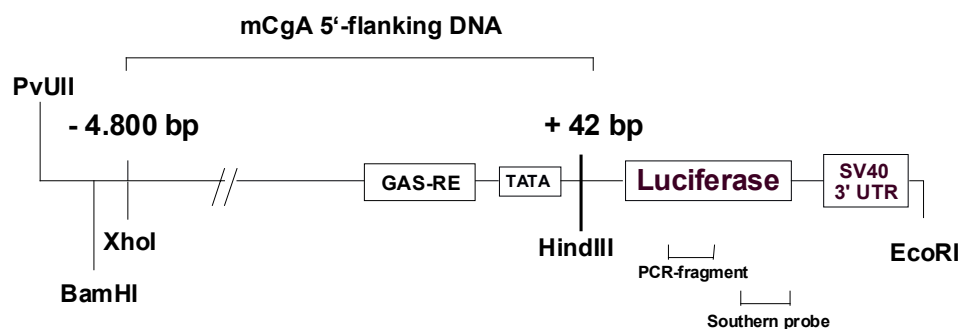 mCgA 5‘-flanking DNA
PvUII
- 4.800 bp
+ 42 bp
GAS-RE
TATA
Luciferase
SV40
3' UTR
XhoI
HindIII
EcoRI
PCR-fragment
BamHI
Southern probe